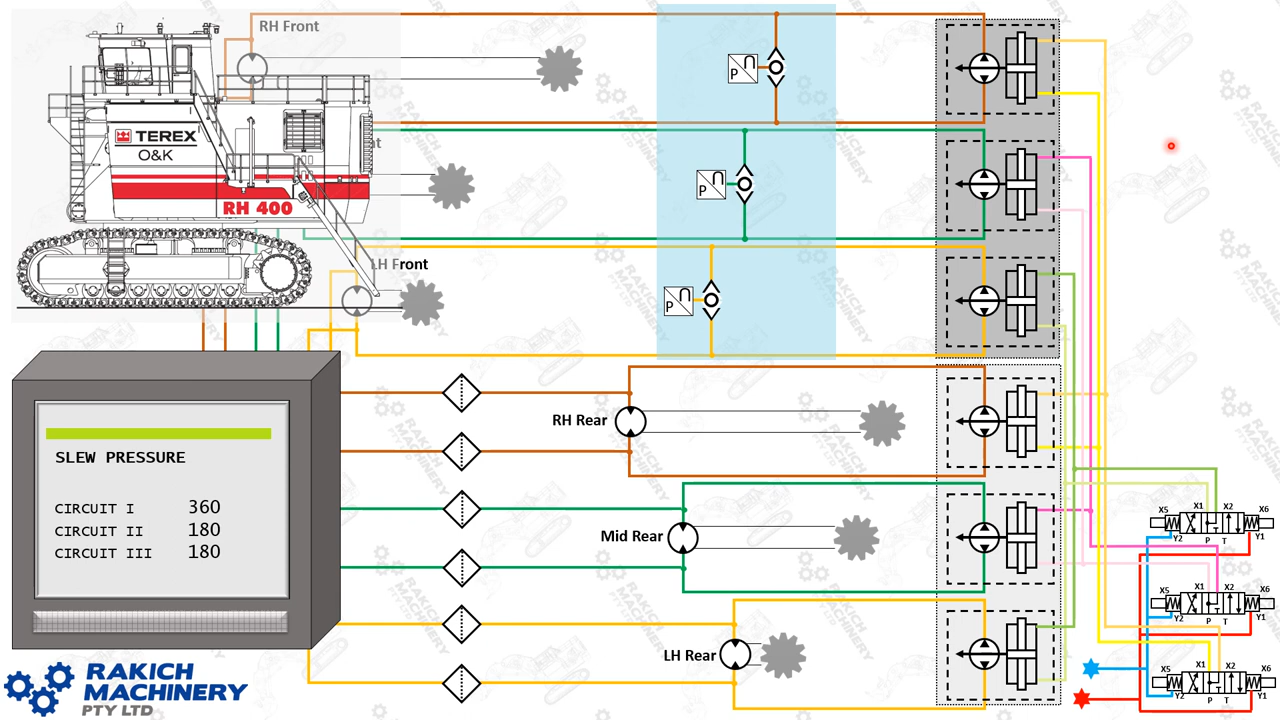 RH Front
TEREX
O&K
RH 400
nt
LH Front
P
P
P
SLEW PRESSURE
CIRCUIT I 360
CIRCUIT II 180
CIRCUIT III 180
RH Rear
Mid Rear
LH Rear
X5 X1 X2 X6
Y2 P T Y1
X5 X1 X2 X6
Y2 P T Y1
X5 X1 X2 X6
Y2 P T Y1
RAKICH
MACHINERY
PTY LTD